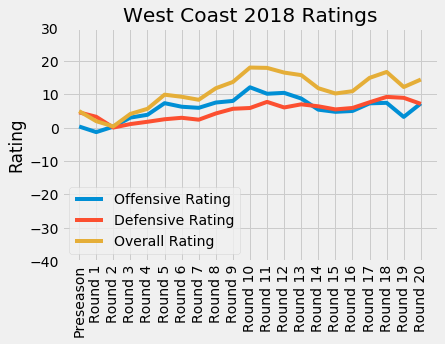 West Coast 2018 Ratings
30
20
10
0
−10
−20
−30
−40
Rating
Offensive Rating
Defensive Rating
Overall Rating
Preseason
Round 1
Round 2
Round 3
Round 4
Round 5
Round 6
Round 7
Round 8
Round 9
Round 10
Round 11
Round 12
Round 13
Round 14
Round 15
Round 16
Round 17
Round 18
Round 19
Round 20